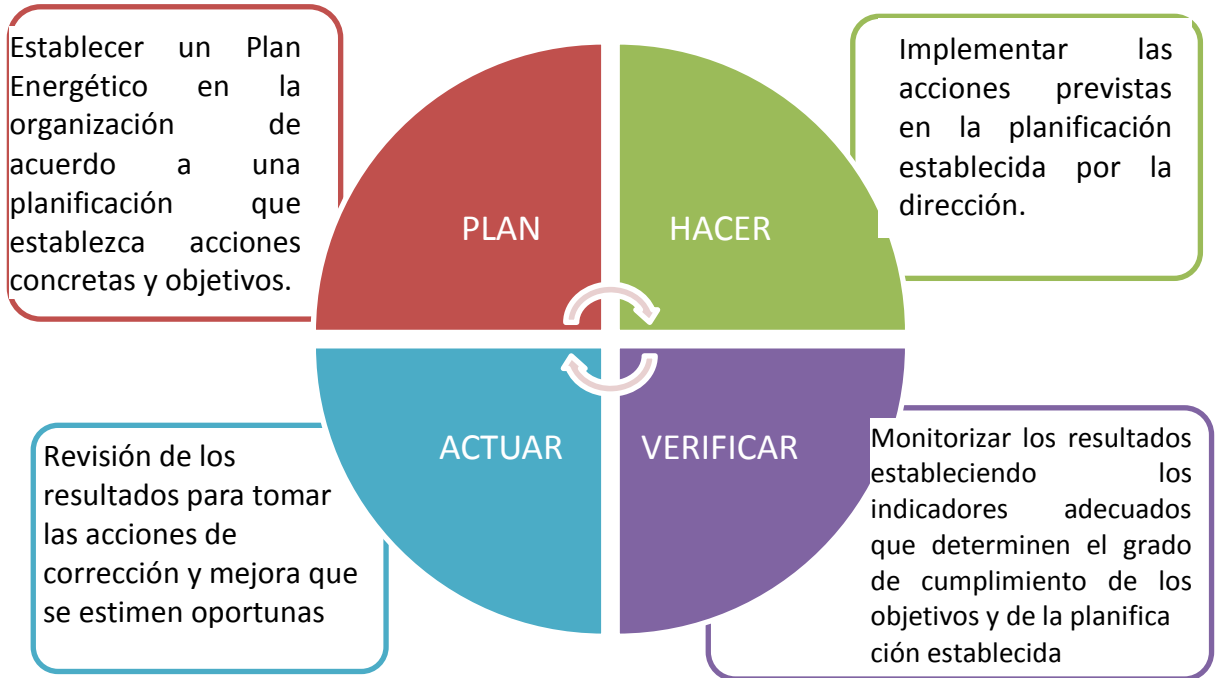 Establecer un Plan
Energético en la
organización de
acuerdo a una
planificación que
establezca acciones
concretas y objetivos.
PLAN
HACER
Implementar las
acciones previstas
en la planificación
establecida por la
dirección.
ACTUAR
VERIFICAR
Revisión de los
resultados para tomar
las acciones de
corrección y mejora que
se estimen oportunas
Monitorizar los resultados
estableciendo los
indicadores adecuados
que determinen el grado
de cumplimiento de los
objetivos y de la planifica
ción establecida